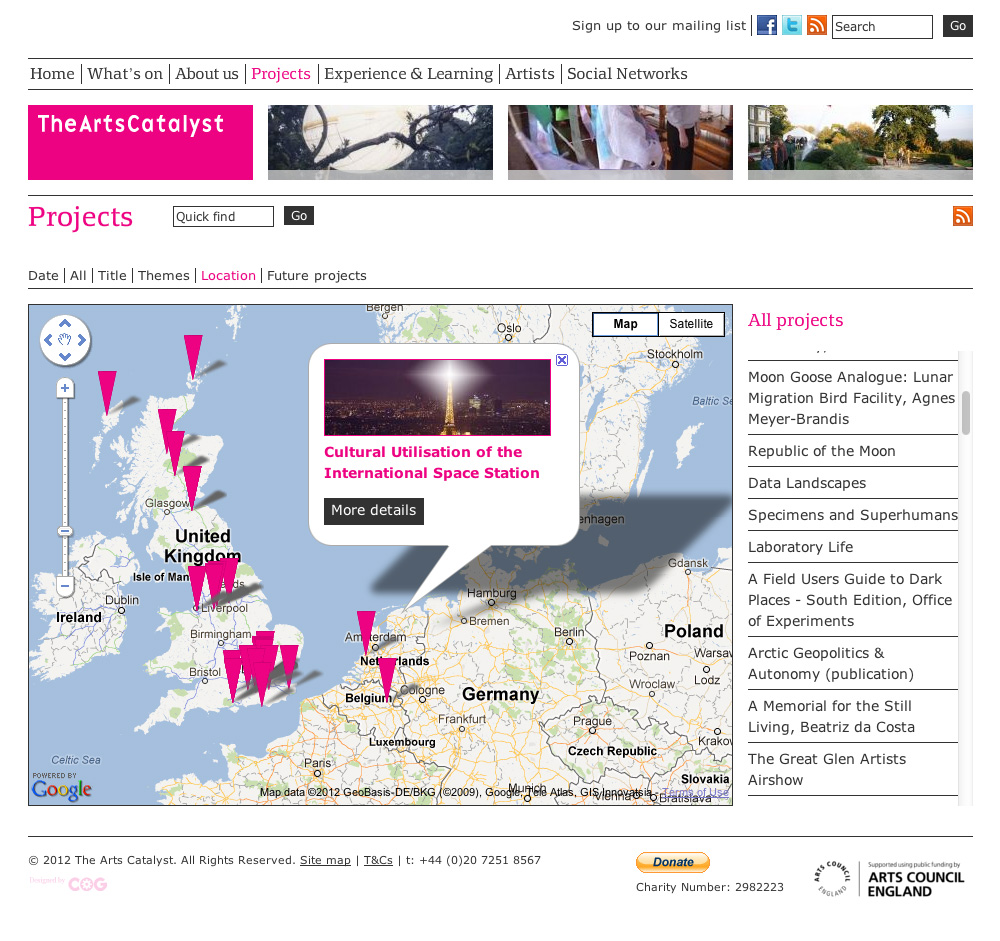 Sign up to our mailing list
Search
Go
Home
What's on
About us
Projects
Experience & Learning
Artists
Social Networks
TheArtsCatalyst
Projects
Quick find
Go
Date
All
Title
Themes
Location
Future projects
Bergen
Oslo
Map
Satellite
Stockholm
Baltic Se
Cultural Utilisation of the
International Space Station
More details
Glasgow
United
Kingdom
Isle of Man
Dublin
Ireland
Liverpool
Birmingham
Bristol
enhagen
Gdansk
Hamburg
Bremen
Amsterdam
Netherlands
Berlin
Poland
Poznan
Warsaw
Lodz
Belgium
Cologne
Germany
Wroclaw
Frankfurt
Prague
Luxembourg
Czech Republic
Krako
Celtic Sea
Paris
Slovakia
Munich
Vienna
Bratislava
POWERED BY
Google
Map data ©2012 GeoBasis-DE/BKG (©2009), Google, Tele Atlas, GIS Innovatsia - Terms of Use
All projects
Moon Goose Analogue: Lunar
Migration Bird Facility, Agnes
Meyer-Brandis
Republic of the Moon
Data Landscapes
Specimens and Superhumans
Laboratory Life
A Field Users Guide to Dark
Places - South Edition, Office
of Experiments
Arctic Geopolitics &
Autonomy (publication)
A Memorial for the Still
Living, Beatriz da Costa
The Great Glen Artists
Airshow
© 2012 The Arts Catalyst. All Rights Reserved. Site map | T&Cs | t: +44 (0)20 7251 8567
Designed by COG
Donate
Charity Number: 2982223
ARTS COUNCIL
ENGLAND
Supported using public funding by
ARTS COUNCIL
ENGLAND